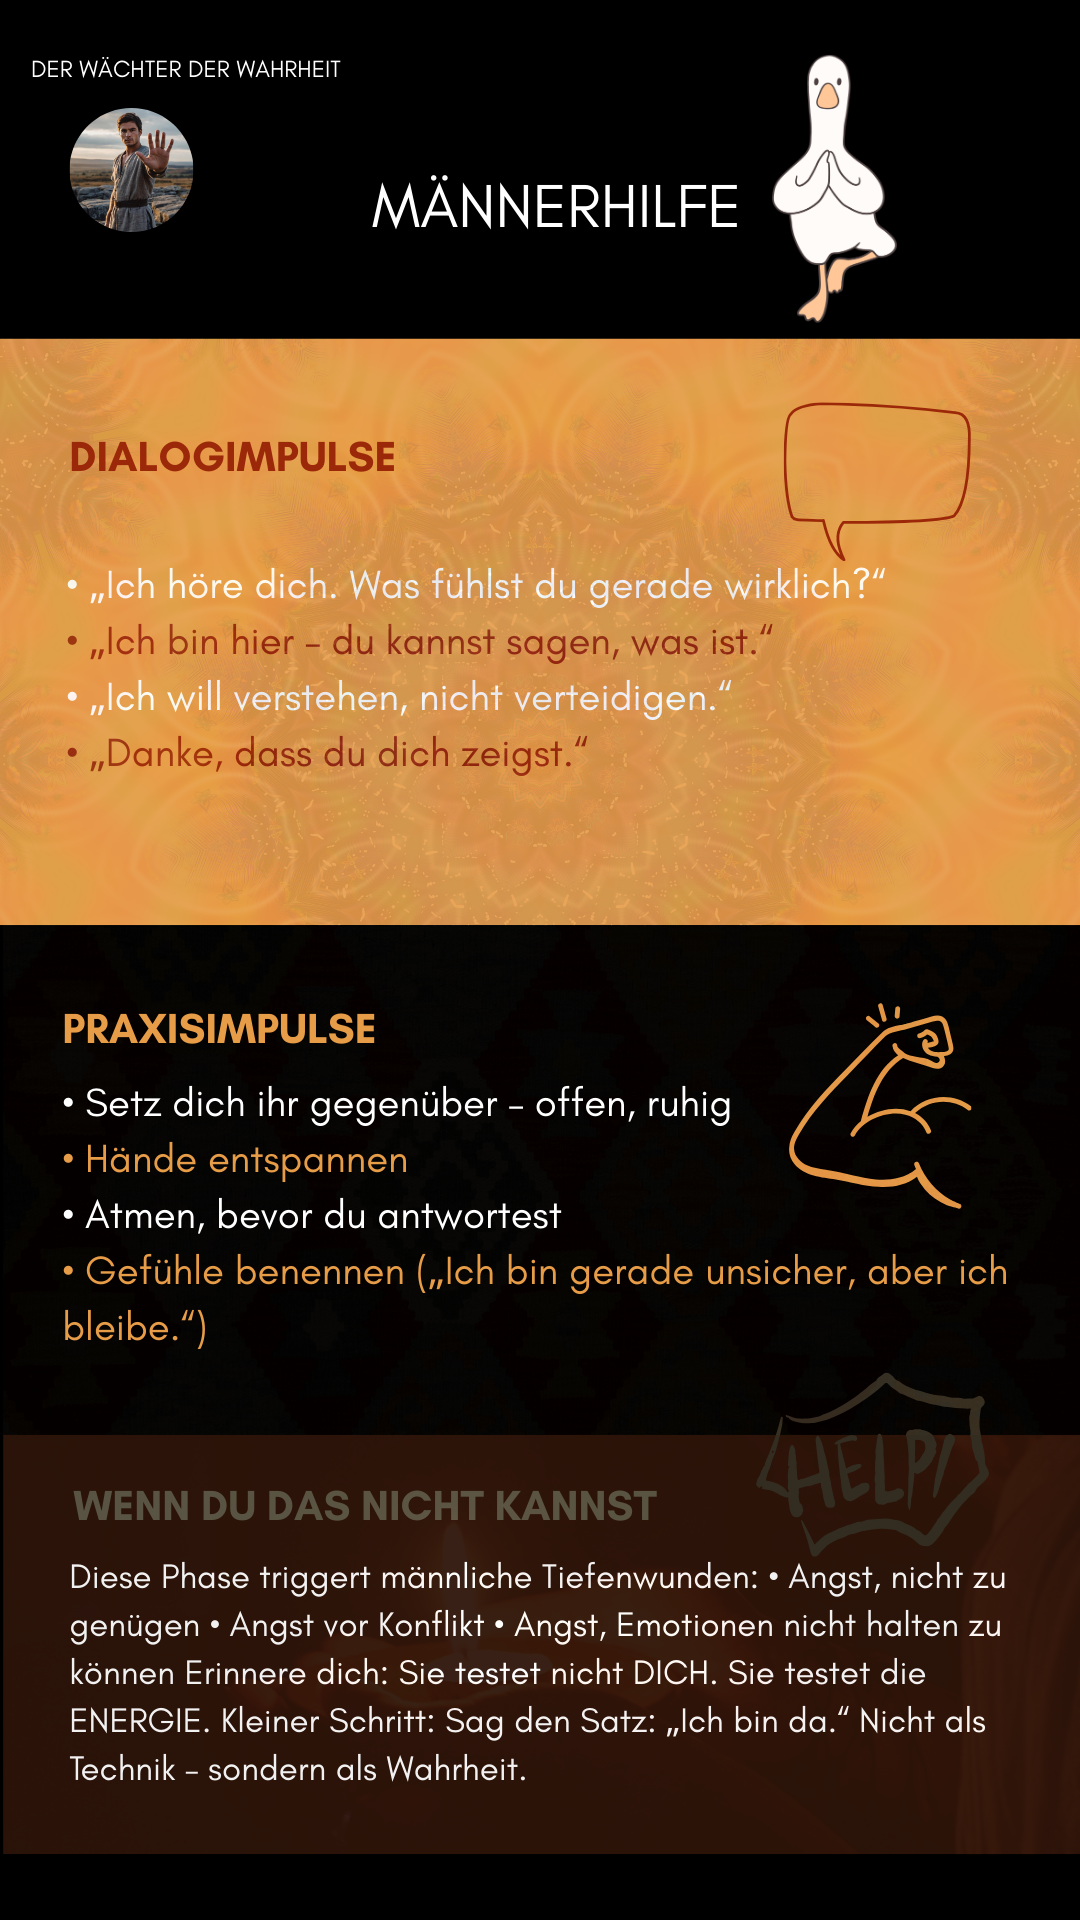 DER WÄCHTER DER WAHRHEIT
MÄNNERHILFE
DIALOGIMPULSE
• „Ich höre dich. Was fühlst du gerade wirklich?“
• „Ich bin hier – du kannst sagen, was ist.“
• „Ich will verstehen, nicht verteidigen.“
• „Danke, dass du dich zeigst.“
PRAXISIMPULSE
• Setz dich ihr gegenüber – offen, ruhig
• Hände entspannen
• Atmen, bevor du antwortest
• Gefühle benennen („Ich bin gerade unsicher, aber ich
bleibe.“)
HELP!
WENN DU DAS NICHT KANNST
Diese Phase triggert männliche Tiefenwunden: • Angst, nicht zu
genügen • Angst vor Konflikt • Angst, Emotionen nicht halten zu
können Erinnere dich: Sie testet nicht DICH. Sie testet die
ENERGIE. Kleiner Schritt: Sag den Satz: „Ich bin da.“ Nicht als
Technik – sondern als Wahrheit.